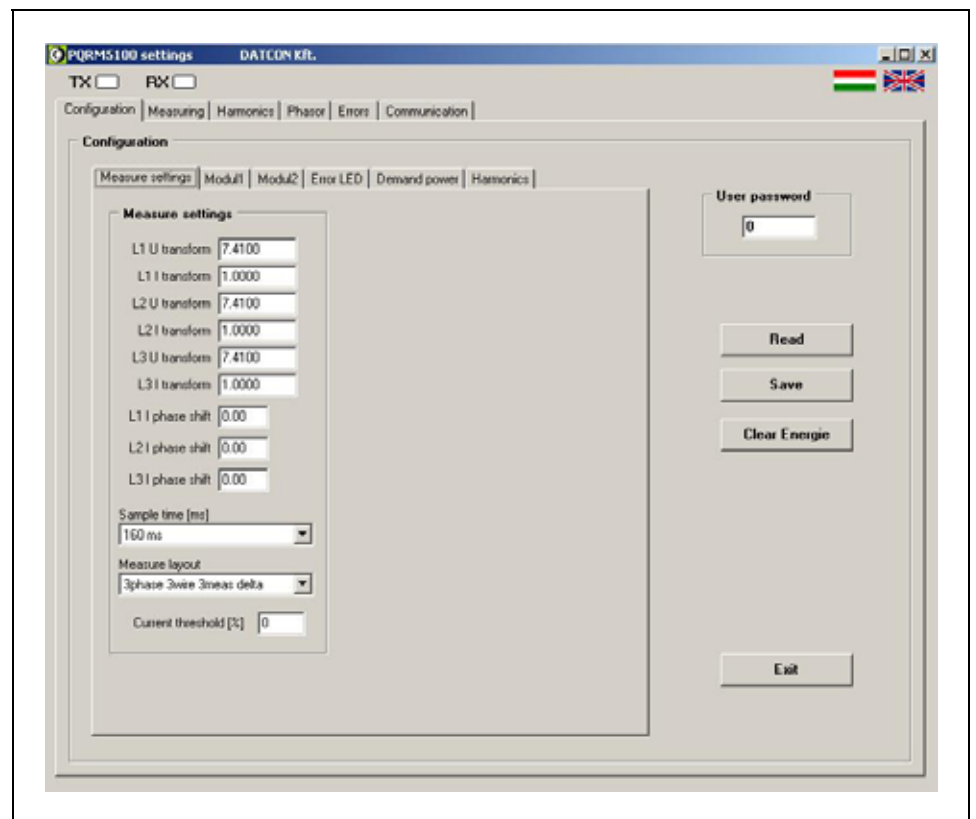 PQRM5100 settings DATCON Kft.
TX RX
Configuration Measuring Harmonics Phasor Errors Communication
Configuration
Measure settings Modul1 Modul2 Error LED Demand power Harmonics
Measure settings
L1 U transform 7.4100
L1 I transform 1.0000
L2 U transform 7.4100
L2 I transform 1.0000
L3 U transform 7.4100
L3 I transform 1.0000
L1 I phase shift 0.00
L2 I phase shift 0.00
L3 I phase shift 0.00
Sample time [ms]
160 ms
Measure layout
3phase 3wire 3meas delta
Current threshold [%] 0
User password
0
Read
Save
Clear Energie
Exit